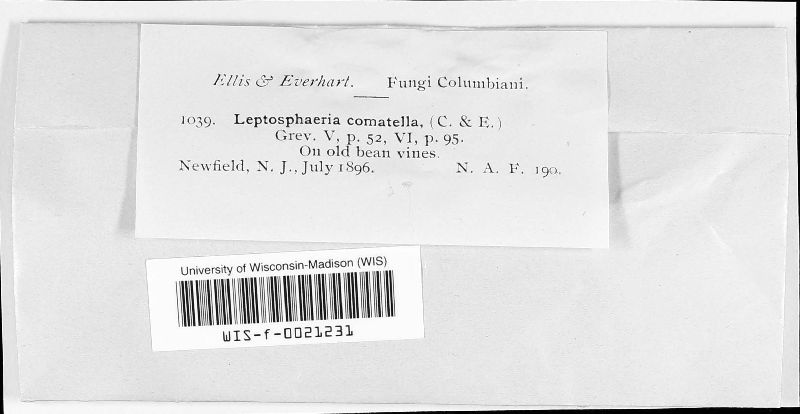 Ellis & Everhart. Fungi Columbiani.
1039. Leptosphaeria comatella, (C. & E.)
Grev. V, p. 52, VI, p. 95.
On old bean vines.
Newfield, N. J., July 1896. N. A. F. 190.
University of Wisconsin-Madison (WIS)
WIS-f-0021231